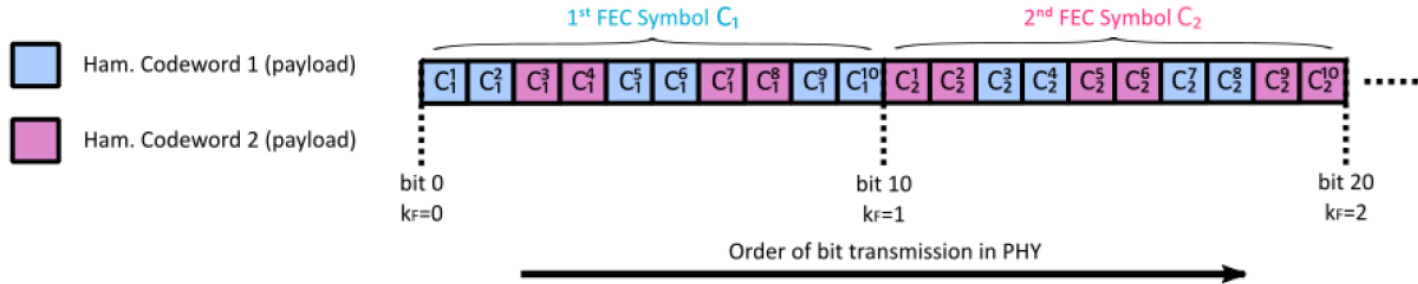 1st FEC Symbol C1 2nd FEC Symbol C2
Ham. Codeword 1 (payload)
C₁¹ C₁² C₁³ C₁⁴ C₁⁵ C₁⁶ C₁⁷ C₁⁸ C₁⁹ C₁¹⁰ C₂¹ C₂² C₂³ C₂⁴ C₂⁵ C₂⁶ C₂⁷ C₂⁸ C₂⁹ C₂¹⁰
Ham. Codeword 2 (payload)
bit 0 bit 10 bit 20
kF=0 kF=1 kF=2
Order of bit transmission in PHY